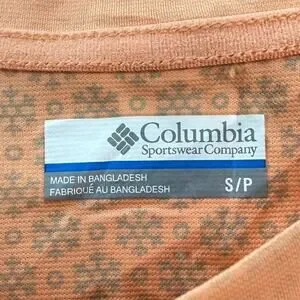 Columbia
Sportswear Company
MADE IN BANGLADESH
FABRIQUÉ AU BANGLADESH
S/P